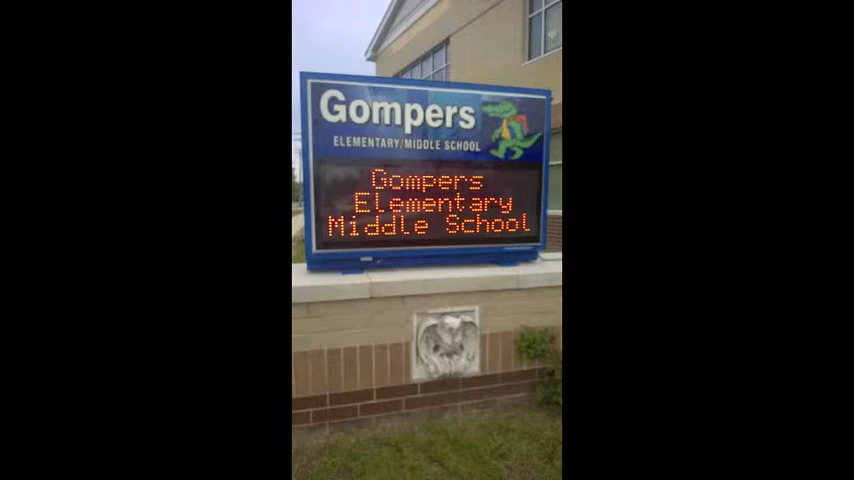 Gompers
ELEMENTARY/MIDDLE SCHOOL
Gompers
Elementary
Middle School